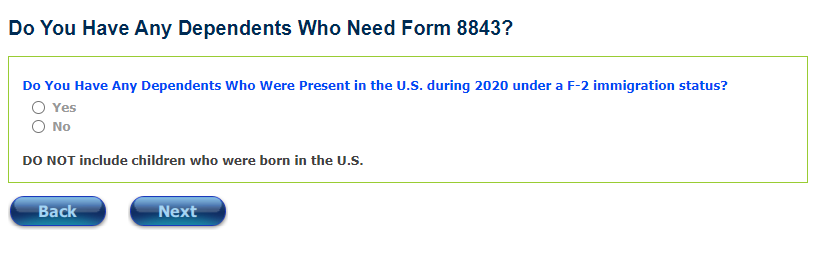 Do You Have Any Dependents Who Need Form 8843?
Do You Have Any Dependents Who Were Present in the U.S. during 2020 under a F-2 immigration status?
Yes
No
DO NOT include children who were born in the U.S.
Back Next